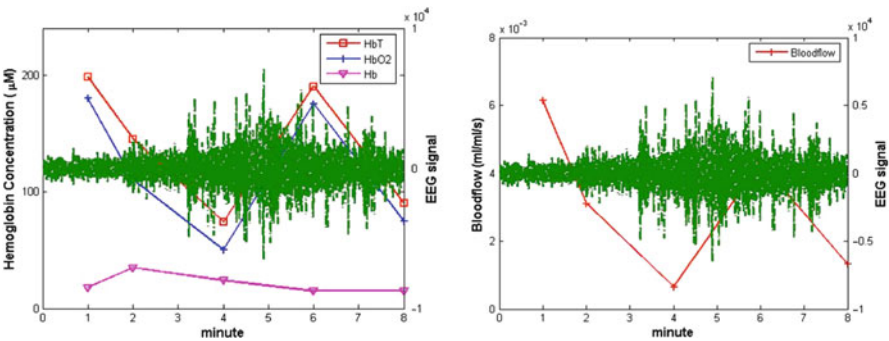 x 10⁴
1
HbT
HbO2
Hb
200
100
0
0
-1
0 1 2 3 4 5 6 7 8
Hemoglobin Concentration ( μM)
EEG signal
minute
x 10⁻³
x 10⁴
8
6
4
2
0
Bloodflow
1
0.5
0
-0.5
-1
0 1 2 3 4 5 6 7 8
Bloodflow (ml/ml/s)
EEG signal
minute